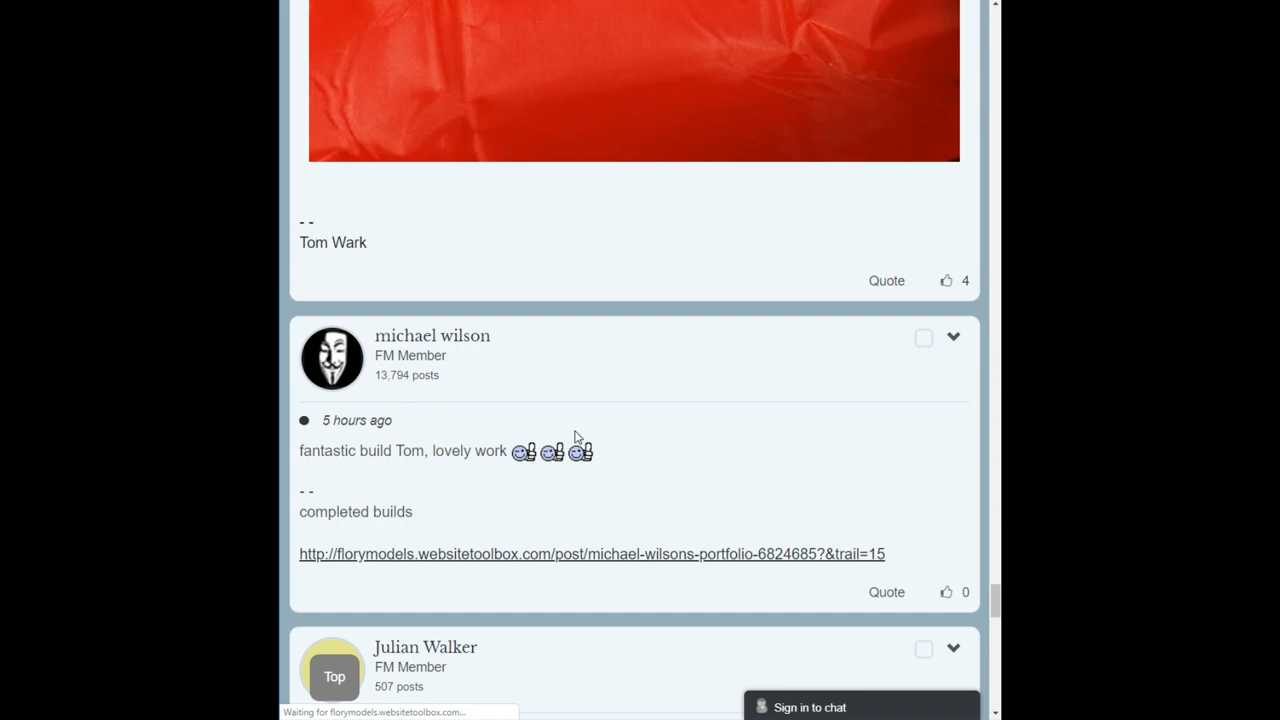 - -
Tom Wark
Quote 4
michael wilson
FM Member
13,794 posts
5 hours ago
fantastic build Tom, lovely work
- -
completed builds
http://florymodels.websitetoolbox.com/post/michael-wilsons-portfolio-6824685?&trail=15
Quote 0
Julian Walker
FM Member
Top
507 posts
Waiting for florymodels.websitetoolbox.com...
Sign in to chat